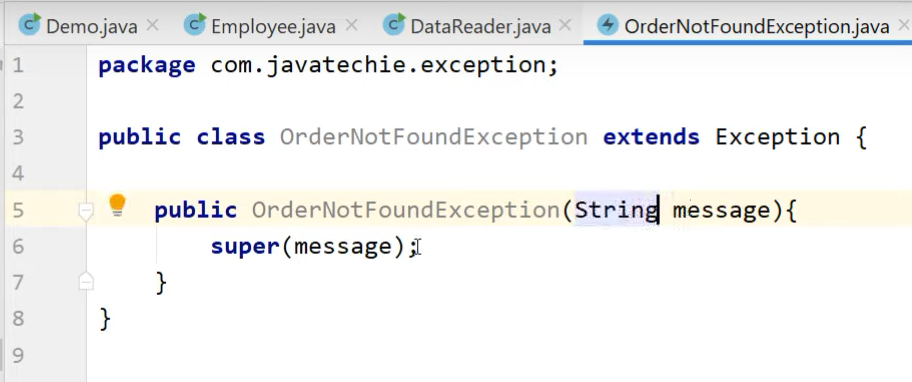 Demo.java Employee.java DataReader.java OrderNotFoundException.java
1 package com.javatechie.exception;
2
3 public class OrderNotFoundException extends Exception {
4
5 public OrderNotFoundException(String message){
6 super(message);
7 }
8 }
9